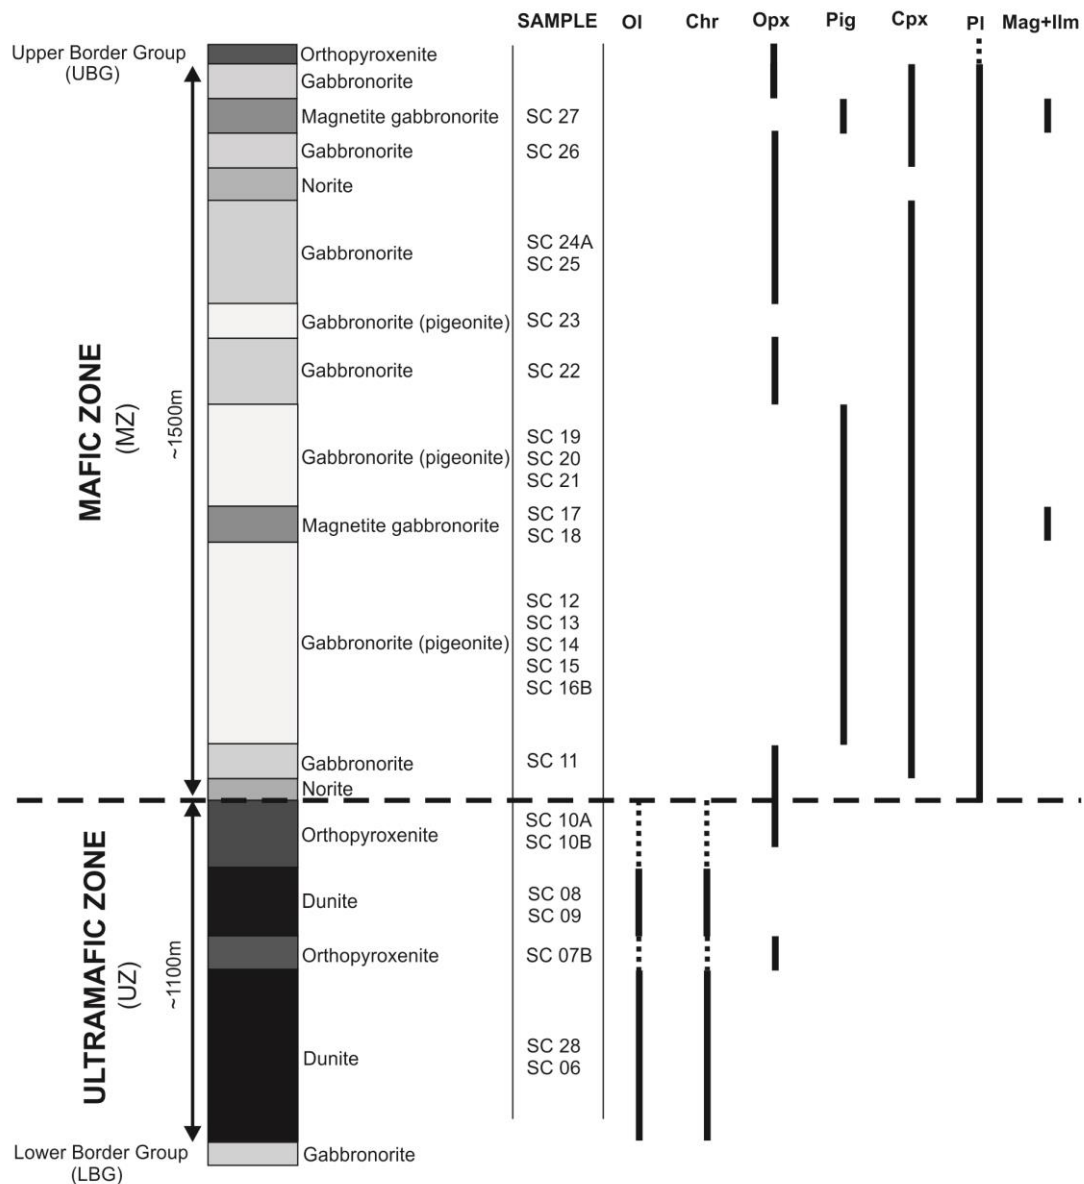 SAMPLE Ol Chr Opx Pig Cpx Pl Mag+Ilm
Upper Border Group
(UBG)
Orthopyroxenite
Gabbronorite
Magnetite gabbronorite SC 27
Gabbronorite SC 26
Norite
Gabbronorite
SC 24A
SC 25
Gabbronorite (pigeonite) SC 23
Gabbronorite SC 22
Gabbronorite (pigeonite)
SC 19
SC 20
SC 21
Magnetite gabbronorite
SC 17
SC 18
Gabbronorite (pigeonite)
SC 12
SC 13
SC 14
SC 15
SC 16B
Gabbronorite SC 11
Norite
MAFIC ZONE
(MZ)
~1500m
Orthopyroxenite
SC 10A
SC 10B
Dunite
SC 08
SC 09
Orthopyroxenite SC 07B
Dunite
SC 28
SC 06
ULTRAMAFIC ZONE
(UZ)
~1100m
Lower Border Group
(LBG)
Gabbronorite